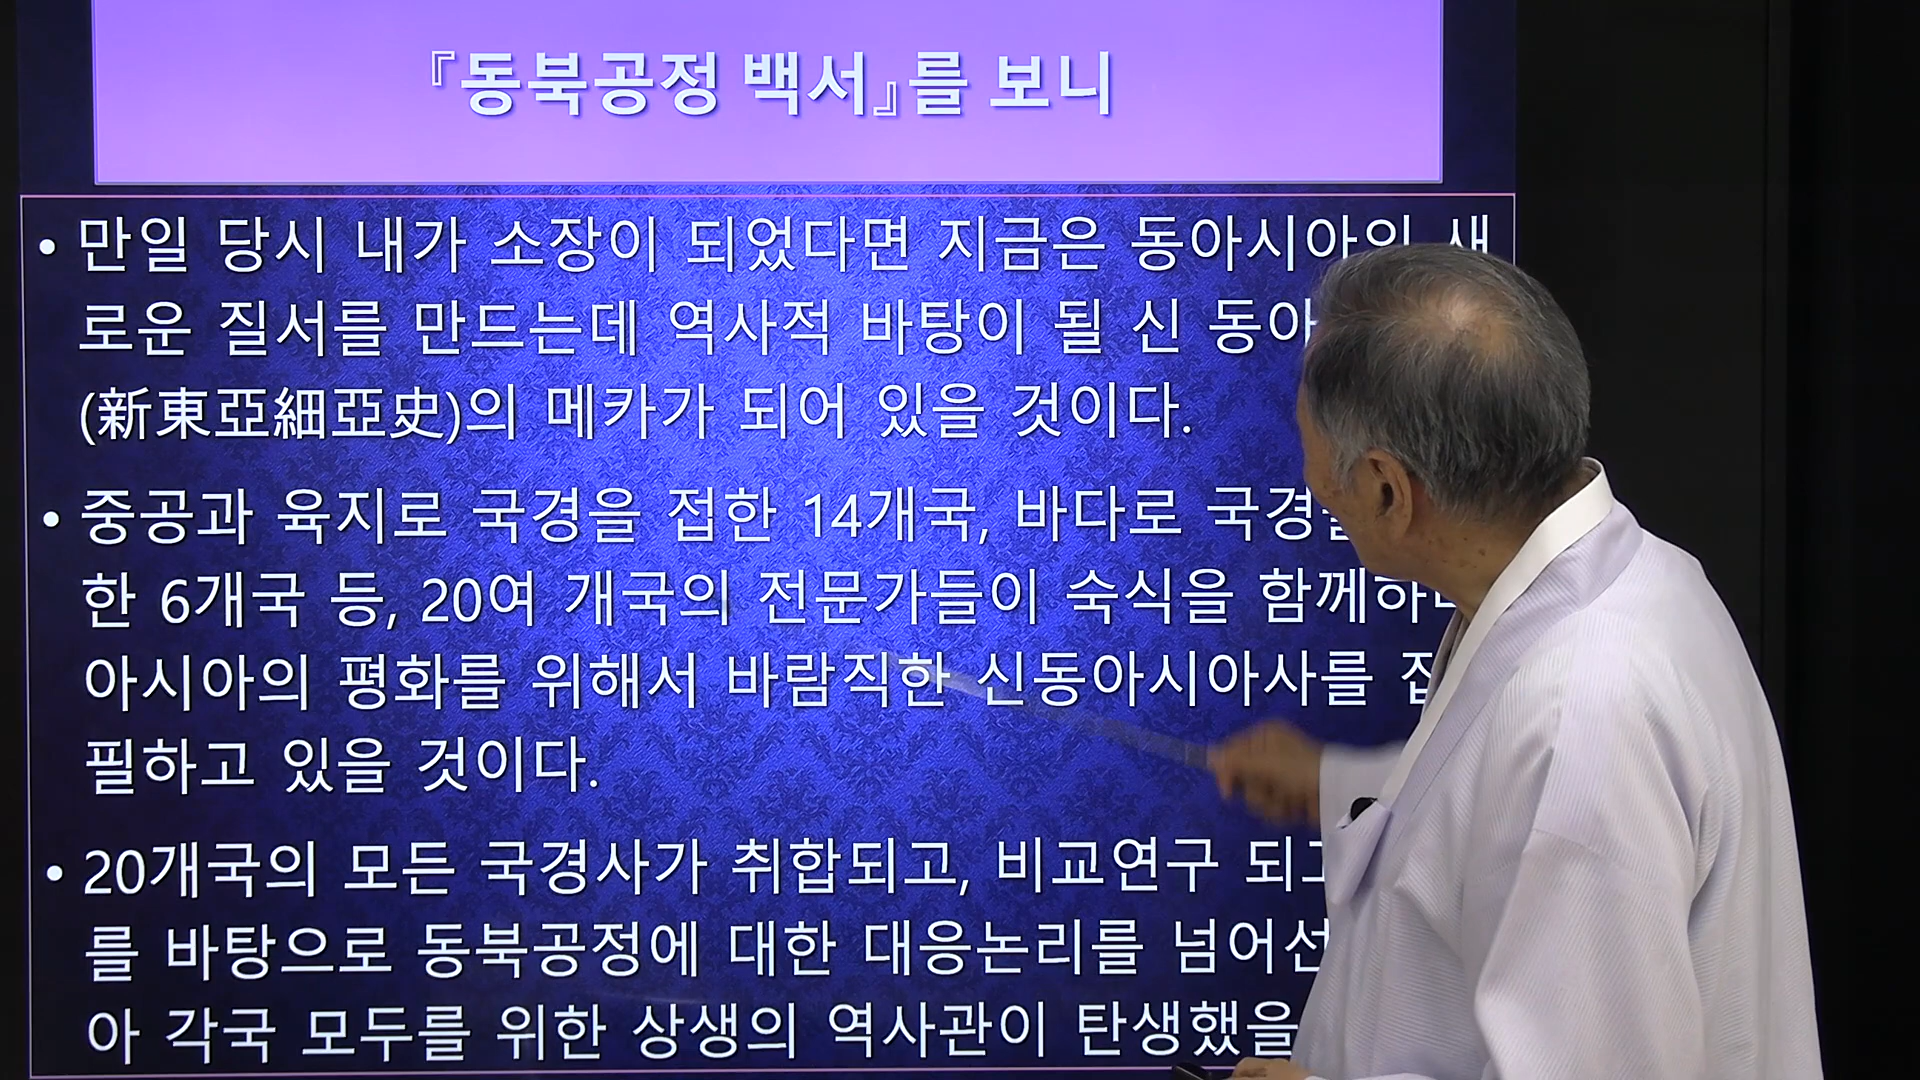 『동북공정 백서』를 보니
• 만일 당시 내가 소장이 되었다면 지금은 동아시아의 새
로운 질서를 만드는데 역사적 바탕이 될 신 동아
(新東亞細亞史)의 메카가 되어 있을 것이다.
• 중공과 육지로 국경을 접한 14개국, 바다로 국경을
한 6개국 등, 20여 개국의 전문가들이 숙식을 함께하
아시아의 평화를 위해서 바람직한 신동아시아사를 집
필하고 있을 것이다.
• 20개국의 모든 국경사가 취합되고, 비교연구 되고
를 바탕으로 동북공정에 대한 대응논리를 넘어선
아 각국 모두를 위한 상생의 역사관이 탄생했을